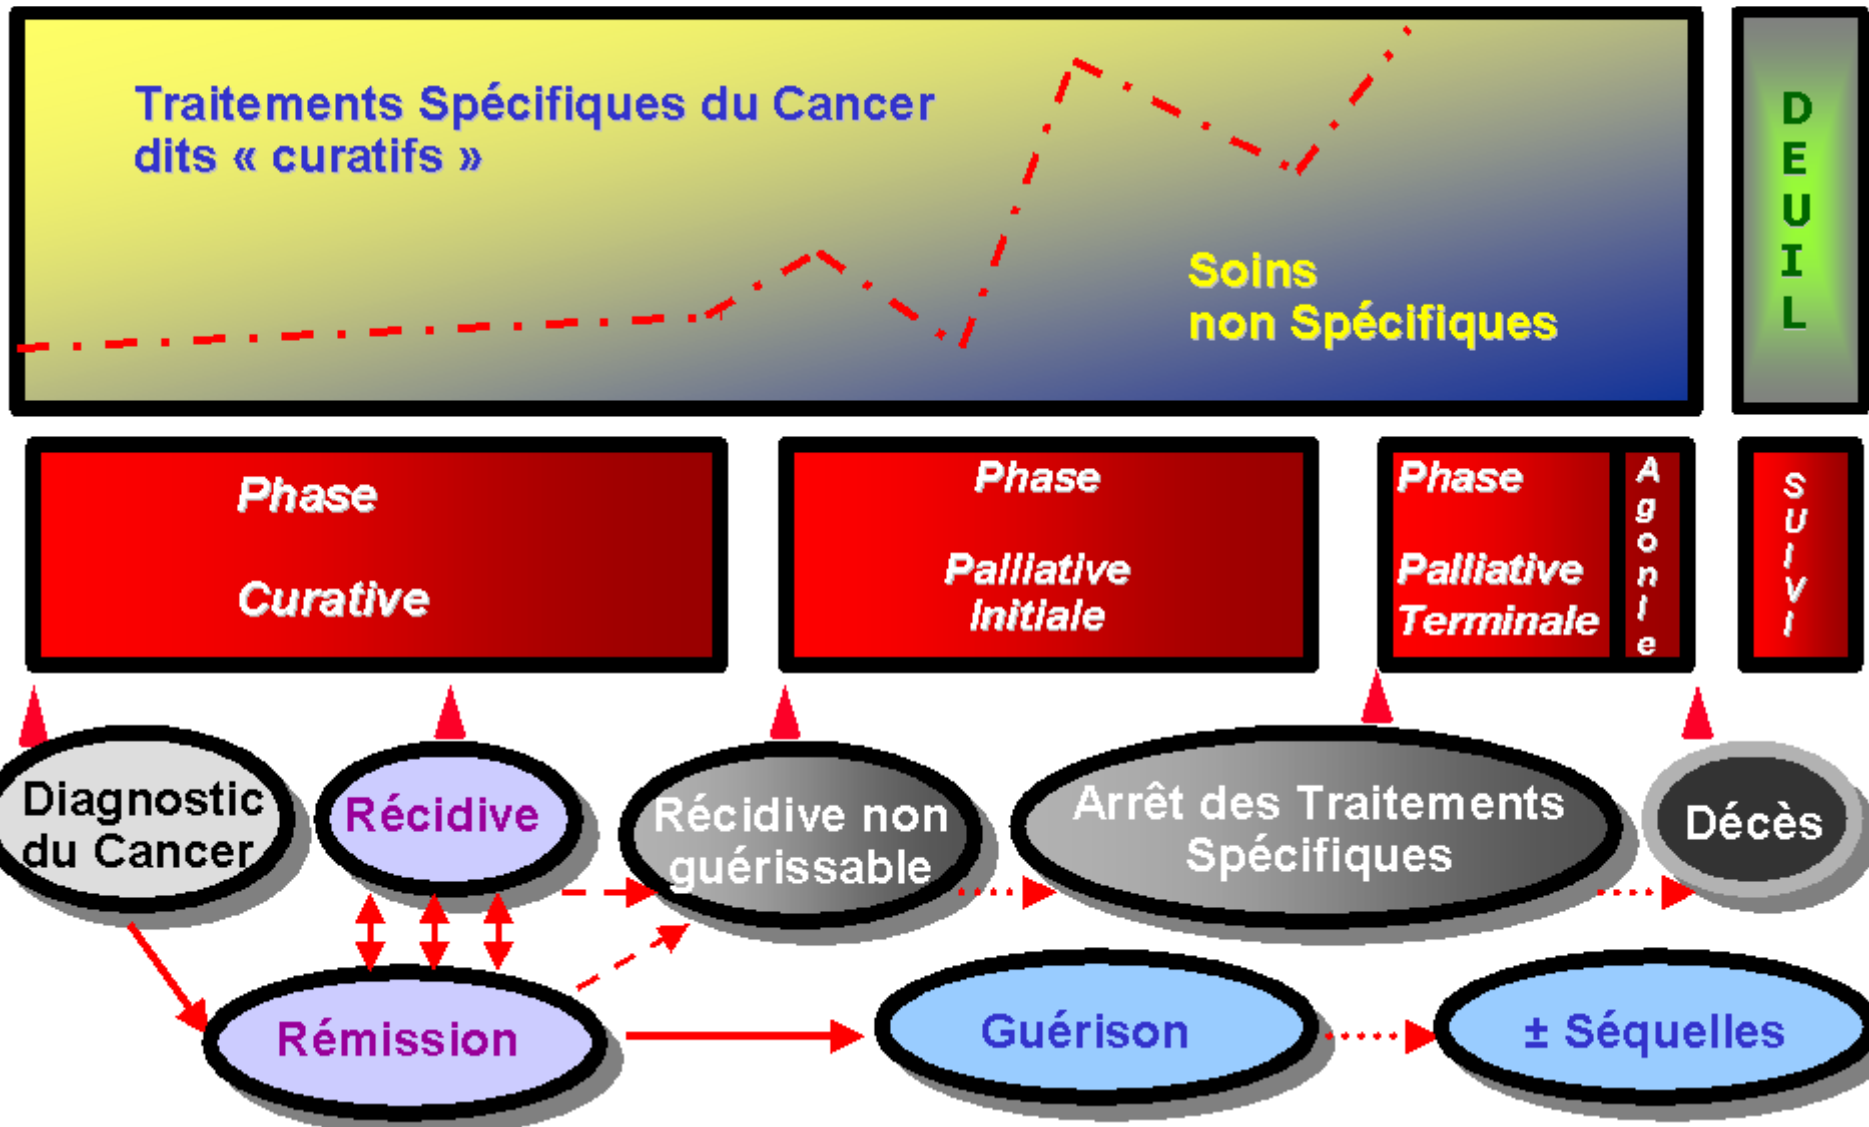 Traitements Spécifiques du Cancer
dits « curatifs »
Soins
non Spécifiques
DEUIL
Phase
Curative
Phase
Palliative
Initiale
Phase
Palliative
Terminale
Agonie
SUIVI
Diagnostic
du Cancer
Récidive
Récidive non
guérissable
Arrêt des Traitements
Spécifiques
Décès
Rémission
Guérison
± Séquelles